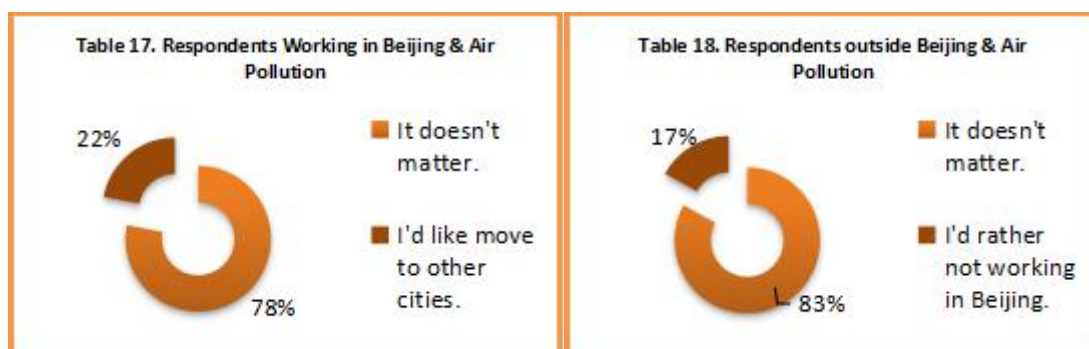 Table 17. Respondents Working in Beijing & Air
Pollution
22%
It doesn't
matter.
I'd like move
to other
cities.
78%
Table 18. Respondents outside Beijing & Air
Pollution
17%
It doesn't
matter.
I'd rather
not working
in Beijing.
83%